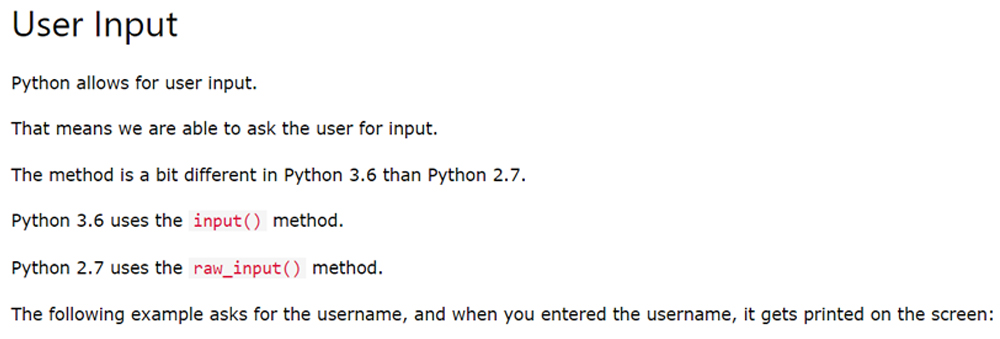 User Input
Python allows for user input.
That means we are able to ask the user for input.
The method is a bit different in Python 3.6 than Python 2.7.
Python 3.6 uses the input() method.
Python 2.7 uses the raw_input() method.
The following example asks for the username, and when you entered the username, it gets printed on the screen: